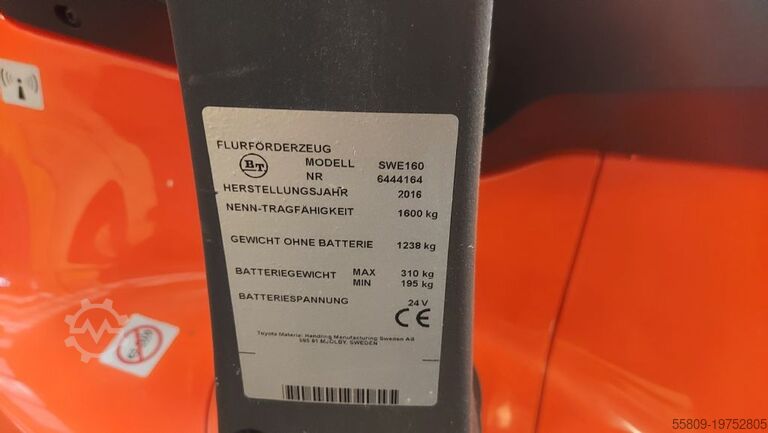 FLURFÖRDERZEUG
BT MODELL SWE160
NR 6444164
HERSTELLUNGSJAHR 2016
NENN-TRAGFÄHIGKEIT 1600 kg
GEWICHT OHNE BATTERIE 1238 kg
BATTERIEGEWICHT MAX 310 kg
MIN 195 kg
BATTERIESPANNUNG 24 V
CE
Toyota Material Handling Manufacturing Sweden AB
595 81 MJÖLBY, SWEDEN
55809-19752805